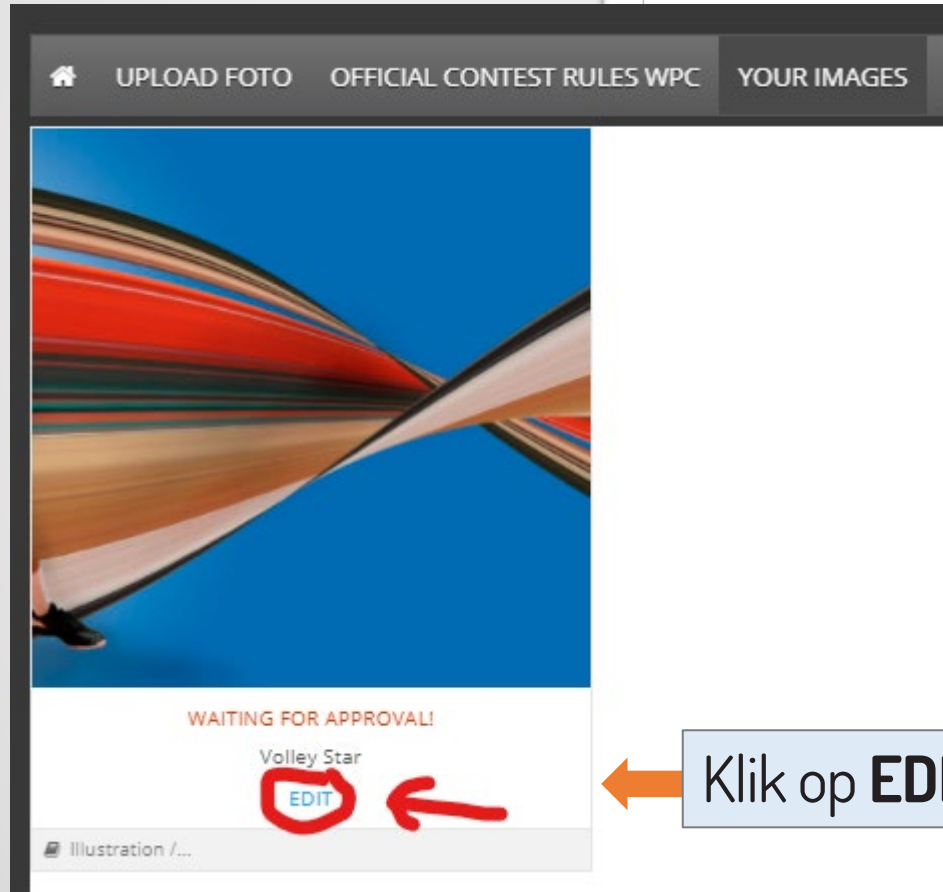 UPLOAD FOTO OFFICIAL CONTEST RULES WPC YOUR IMAGES
WAITING FOR APPROVAL!
Volley Star
EDIT
Klik op
Illustration /...